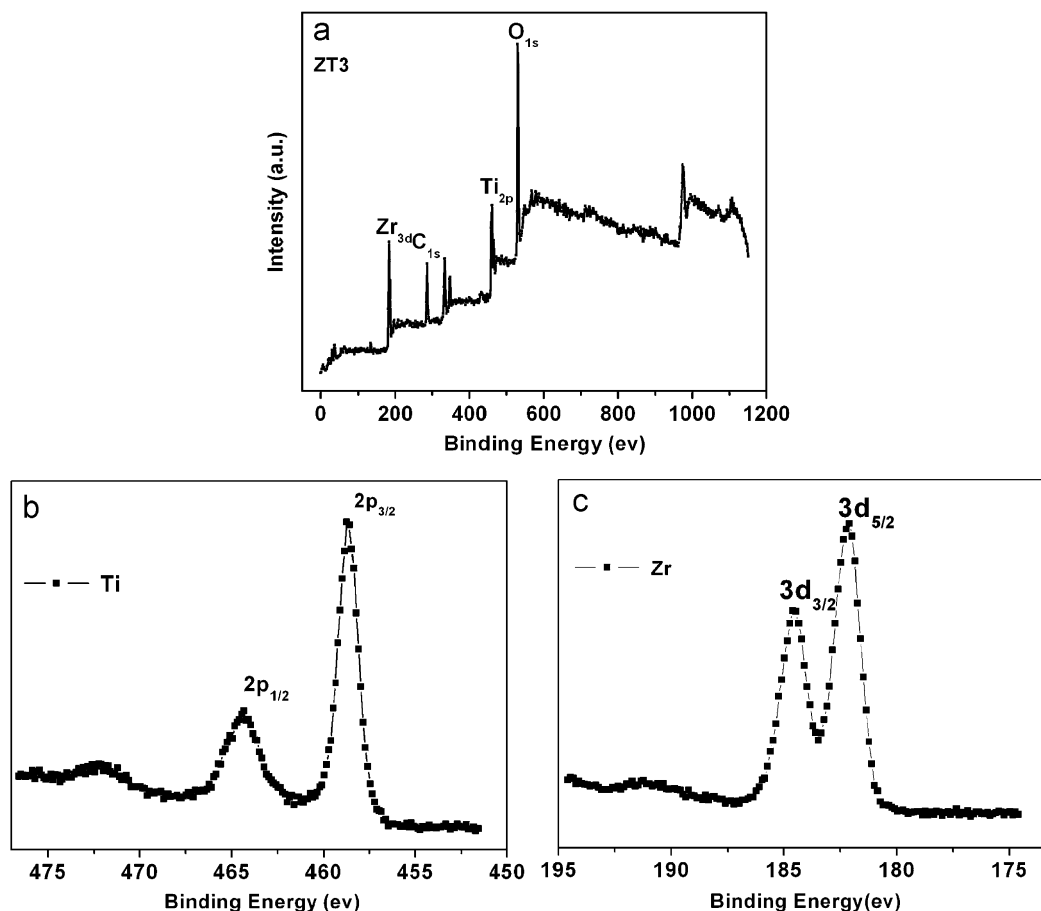 a
ZT3
O1s
Ti2p
Zr3d C1s
Intensity (a.u.)
0 200 400 600 800 1000 1200
Binding Energy (ev)
b
2p3/2
Ti
2p1/2
475 470 465 460 455 450
Binding Energy (ev)
c
3d5/2
Zr
3d3/2
195 190 185 180 175
Binding Energy(ev)